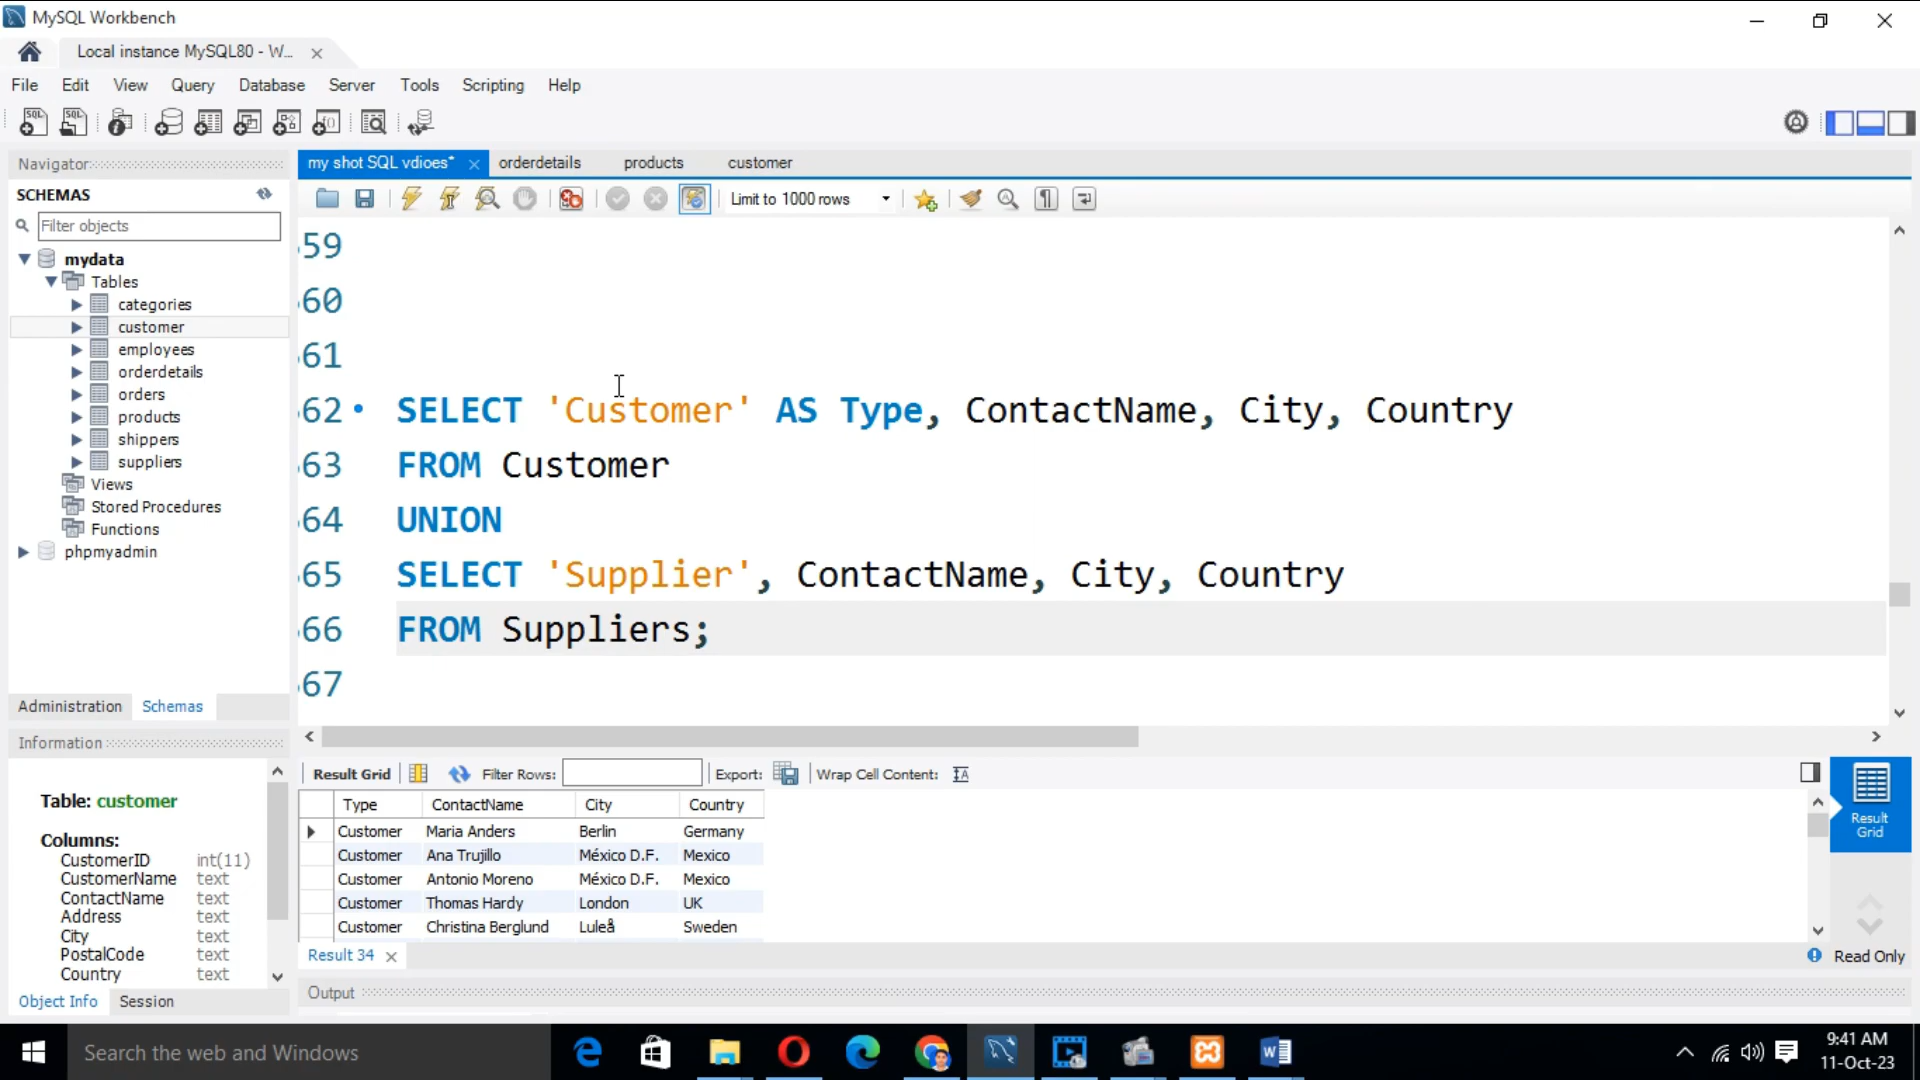 MySQL Workbench
Local instance MySQL80 - W...
File Edit View Query Database Server Tools Scripting Help
Navigator
my shot SQL vdioes* orderdetails products customer
SCHEMAS
Limit to 1000 rows
Filter objects
mydata
Tables
categories
customer
employees
orderdetails
orders
products
shippers
suppliers
Views
Stored Procedures
Functions
phpmyadmin
Administration Schemas
Information
Table: customer
Columns:
CustomerID int(11)
CustomerName text
ContactName text
Address text
City text
PostalCode text
Country text
Object Info Session
59
60
61
62 SELECT 'Customer' AS Type, ContactName, City, Country
63 FROM Customer
64 UNION
65 SELECT 'Supplier', ContactName, City, Country
66 FROM Suppliers;
67
Result Grid Filter Rows: Export: Wrap Cell Content:
Type ContactName City Country
Customer Maria Anders Berlin Germany
Customer Ana Trujillo México D.F. Mexico
Customer Antonio Moreno México D.F. Mexico
Customer Thomas Hardy London UK
Customer Christina Berglund Luleå Sweden
Result
Grid
Result 34
Read Only
Output
Search the web and Windows
9:41 AM
11-Oct-23